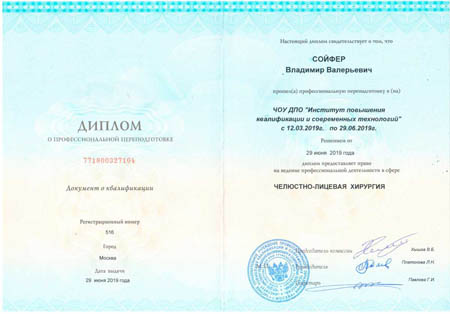 ДИПЛОМ
О ПРОФЕССИОНАЛЬНОЙ ПЕРЕПОДГОТОВКЕ
771800327104
Документ о квалификации
Регистрационный номер
516
Город
Москва
Дата выдачи
29 июня 2019 года
Настоящий диплом свидетельствует о том, что
СОЙФЕР
Владимир Валерьевич
прошел(а) профессиональную переподготовку в (на)
ЧОУ ДПО "Институт повышения
квалификации и современных технологий"
с 12.03.2019г. по 29.06.2019г.
Решением от
29 июня 2019 года
диплом предоставляет право
на ведение профессиональной деятельности в сфере
ЧЕЛЮСТНО-ЛИЦЕВАЯ ХИРУРГИЯ
Председатель комиссии
Платонова Л.Н.
Павлова Г.И.